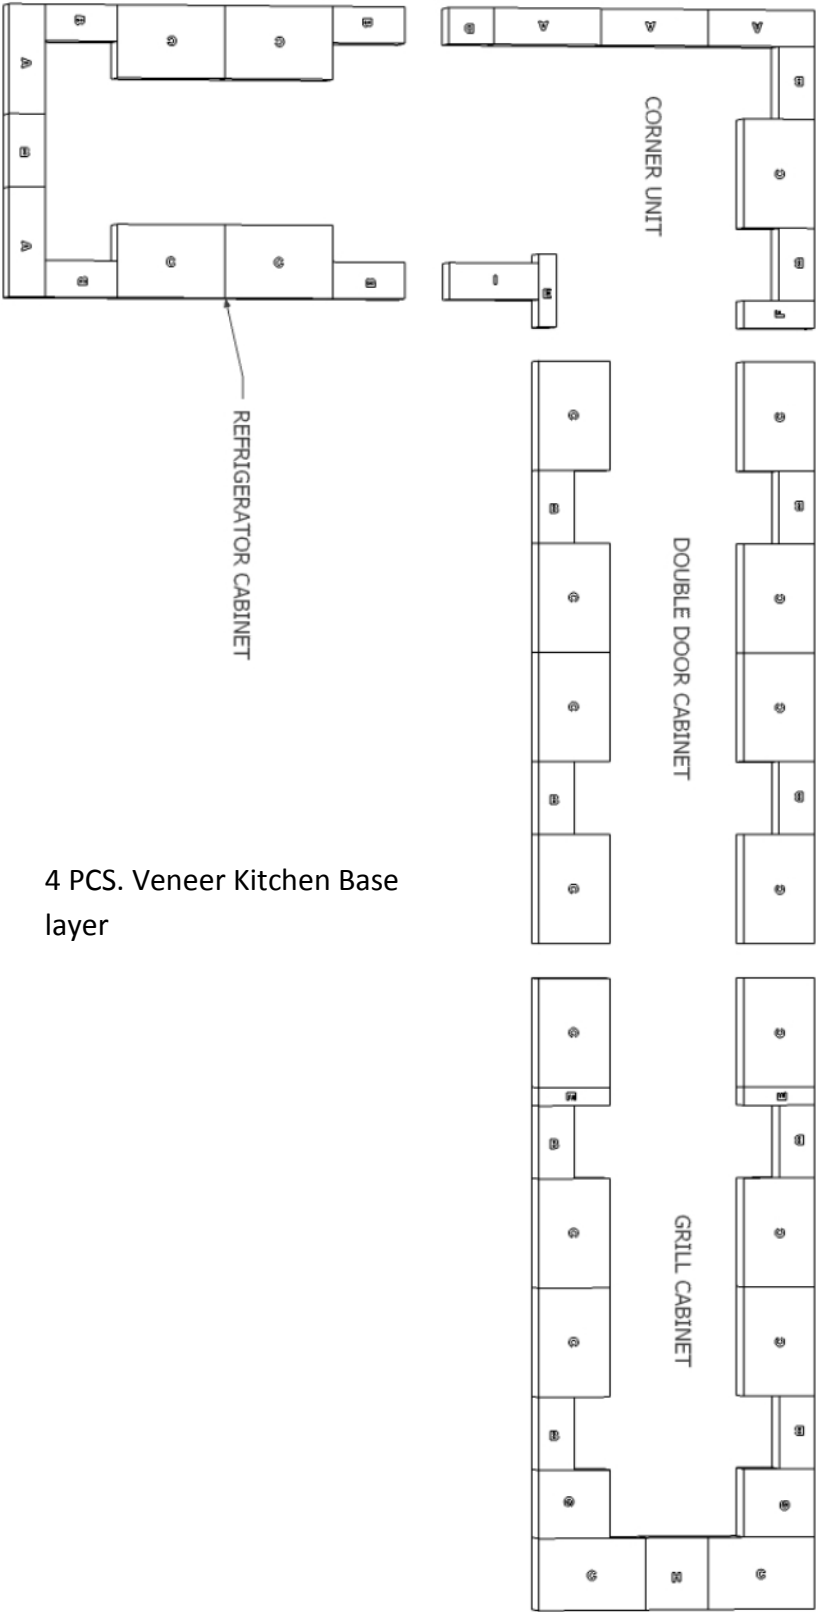 B C C B
A
B
A
B C C B
REFRIGERATOR CABINET
D A A A
B
C
B
F
I E
CORNER UNIT
C C
B B
C C
C C
B B
C C
DOUBLE DOOR CABINET
4 PCS. Veneer Kitchen Base
layer
C C
E
B B
C C
C C
B B
G
C H C
GRILL CABINET